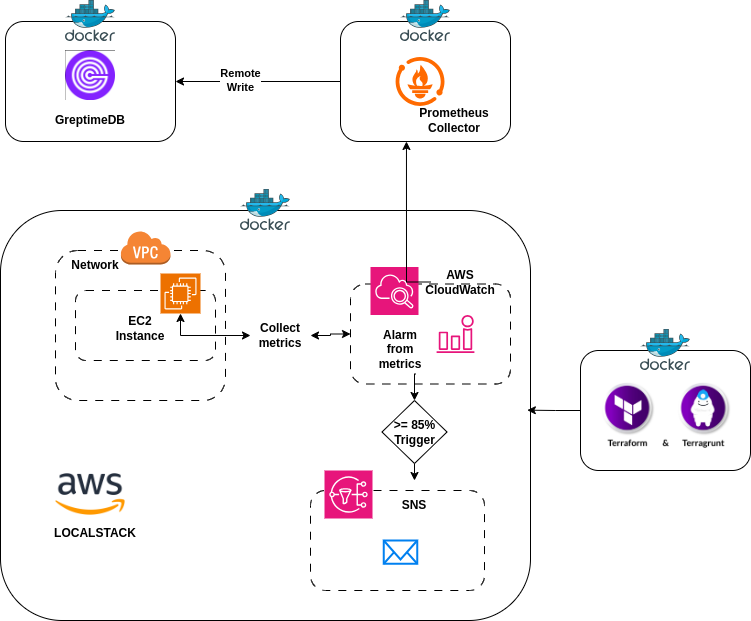 docker
GreptimeDB
Remote
Write
docker
Prometheus
Collector
docker
VPC
Network
EC2
Instance
Collect
metrics
AWS
CloudWatch
Alarm
from
metrics
>= 85%
Trigger
SNS
aws
LOCALSTACK
docker
Terraform & Terragrunt